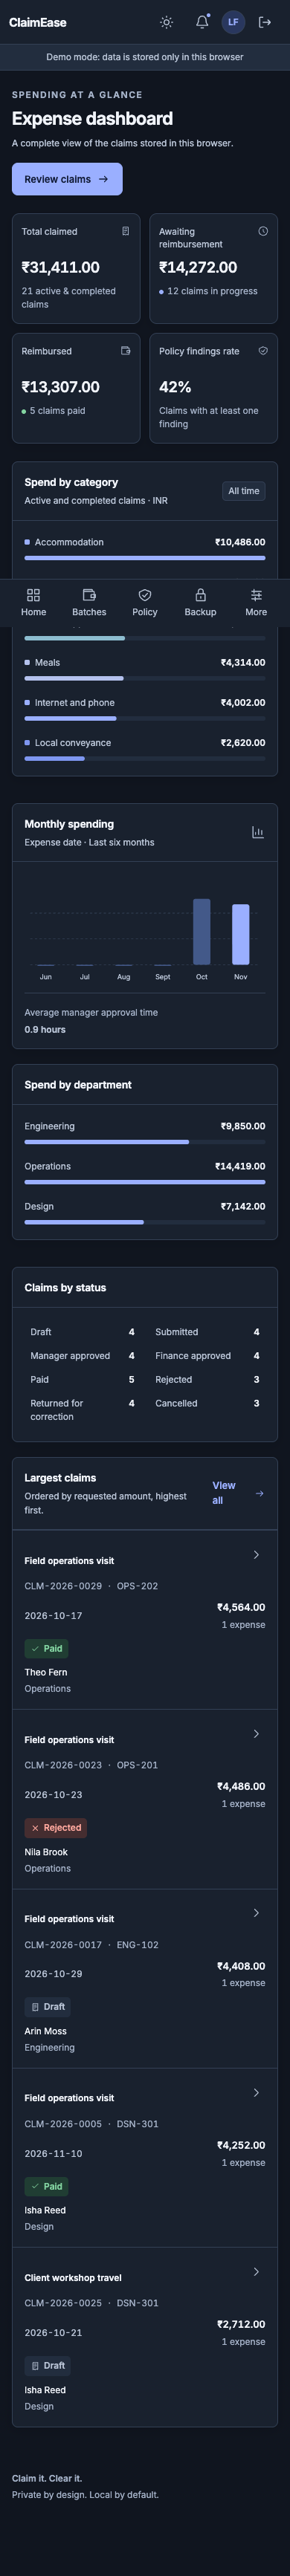 ClaimEase
LF
Demo mode: data is stored only in this browser
SPENDING AT A GLANCE
Expense dashboard
A complete view of the claims stored in this browser.
Review claims
Total claimed
₹31,411.00
21 active & completed
claims
Awaiting
reimbursement
₹14,272.00
12 claims in progress
Reimbursed
₹13,307.00
5 claims paid
Policy findings rate
42%
Claims with at least one
finding
Spend by category
Active and completed claims · INR
All time
Accommodation ₹10,486.00
Home Batches Policy Backup More
Meals ₹4,314.00
Internet and phone ₹4,002.00
Local conveyance ₹2,620.00
Monthly spending
Expense date · Last six months
Jun Jul Aug Sept Oct Nov
Average manager approval time
0.9 hours
Spend by department
Engineering ₹9,850.00
Operations ₹14,419.00
Design ₹7,142.00
Claims by status
Draft 4 Submitted 4
Manager approved 4 Finance approved 4
Paid 5 Rejected 3
Returned for
correction 4 Cancelled 3
Largest claims
Ordered by requested amount, highest
first.
View
all
Field operations visit
CLM-2026-0029 · OPS-202
2026-10-17
₹4,564.00
1 expense
Paid
Theo Fern
Operations
Field operations visit
CLM-2026-0023 · OPS-201
2026-10-23
₹4,486.00
1 expense
Rejected
Nila Brook
Operations
Field operations visit
CLM-2026-0017 · ENG-102
2026-10-29
₹4,408.00
1 expense
Draft
Arin Moss
Engineering
Field operations visit
CLM-2026-0005 · DSN-301
2026-11-10
₹4,252.00
1 expense
Paid
Isha Reed
Design
Client workshop travel
CLM-2026-0025 · DSN-301
2026-10-21
₹2,712.00
1 expense
Draft
Isha Reed
Design
Claim it. Clear it.
Private by design. Local by default.